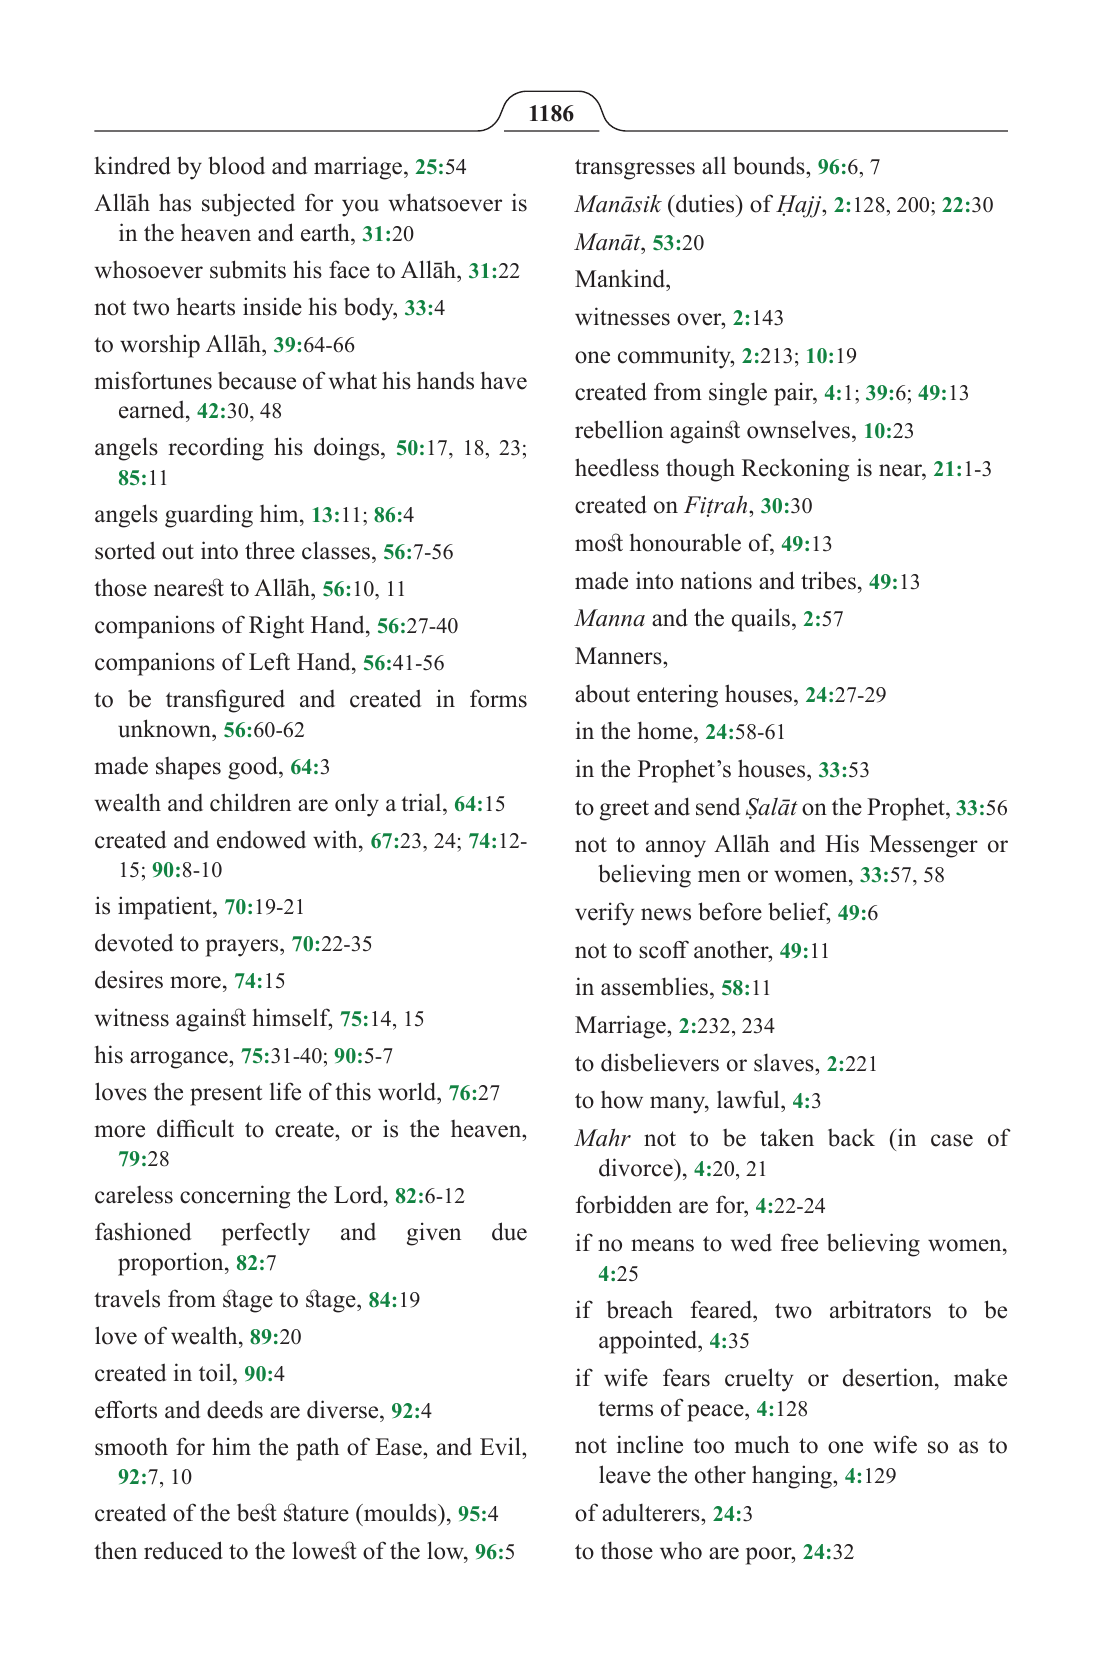 1186
kindred by blood and marriage, 25:54
Allāh has subjected for you whatsoever is
in the heaven and earth, 31:20
whosoever submits his face to Allāh, 31:22
not two hearts inside his body, 33:4
to worship Allāh, 39:64-66
misfortunes because of what his hands have
earned, 42:30, 48
angels recording his doings, 50:17, 18, 23;
85:11
angels guarding him, 13:11; 86:4
sorted out into three classes, 56:7-56
those nearest to Allāh, 56:10, 11
companions of Right Hand, 56:27-40
companions of Left Hand, 56:41-56
to be transfigured and created in forms
unknown, 56:60-62
made shapes good, 64:3
wealth and children are only a trial, 64:15
created and endowed with, 67:23, 24; 74:12-
15; 90:8-10
is impatient, 70:19-21
devoted to prayers, 70:22-35
desires more, 74:15
witness against himself, 75:14, 15
his arrogance, 75:31-40; 90:5-7
loves the present life of this world, 76:27
more difficult to create, or is the heaven,
79:28
careless concerning the Lord, 82:6-12
fashioned perfectly and given due
proportion, 82:7
travels from stage to stage, 84:19
love of wealth, 89:20
created in toil, 90:4
efforts and deeds are diverse, 92:4
smooth for him the path of Ease, and Evil,
92:7, 10
created of the best stature (moulds), 95:4
then reduced to the lowest of the low, 96:5
transgresses all bounds, 96:6, 7
Manāsik (duties) of Ḥajj, 2:128, 200; 22:30
Manāt, 53:20
Mankind,
witnesses over, 2:143
one community, 2:213; 10:19
created from single pair, 4:1; 39:6; 49:13
rebellion against ownselves, 10:23
heedless though Reckoning is near, 21:1-3
created on Fiṭrah, 30:30
most honourable of, 49:13
made into nations and tribes, 49:13
Manna and the quails, 2:57
Manners,
about entering houses, 24:27-29
in the home, 24:58-61
in the Prophet’s houses, 33:53
to greet and send Ṣalāt on the Prophet, 33:56
not to annoy Allāh and His Messenger or
believing men or women, 33:57, 58
verify news before belief, 49:6
not to scoff another, 49:11
in assemblies, 58:11
Marriage, 2:232, 234
to disbelievers or slaves, 2:221
to how many, lawful, 4:3
Mahr not to be taken back (in case of
divorce), 4:20, 21
forbidden are for, 4:22-24
if no means to wed free believing women,
4:25
if breach feared, two arbitrators to be
appointed, 4:35
if wife fears cruelty or desertion, make
terms of peace, 4:128
not incline too much to one wife so as to
leave the other hanging, 4:129
of adulterers, 24:3
to those who are poor, 24:32